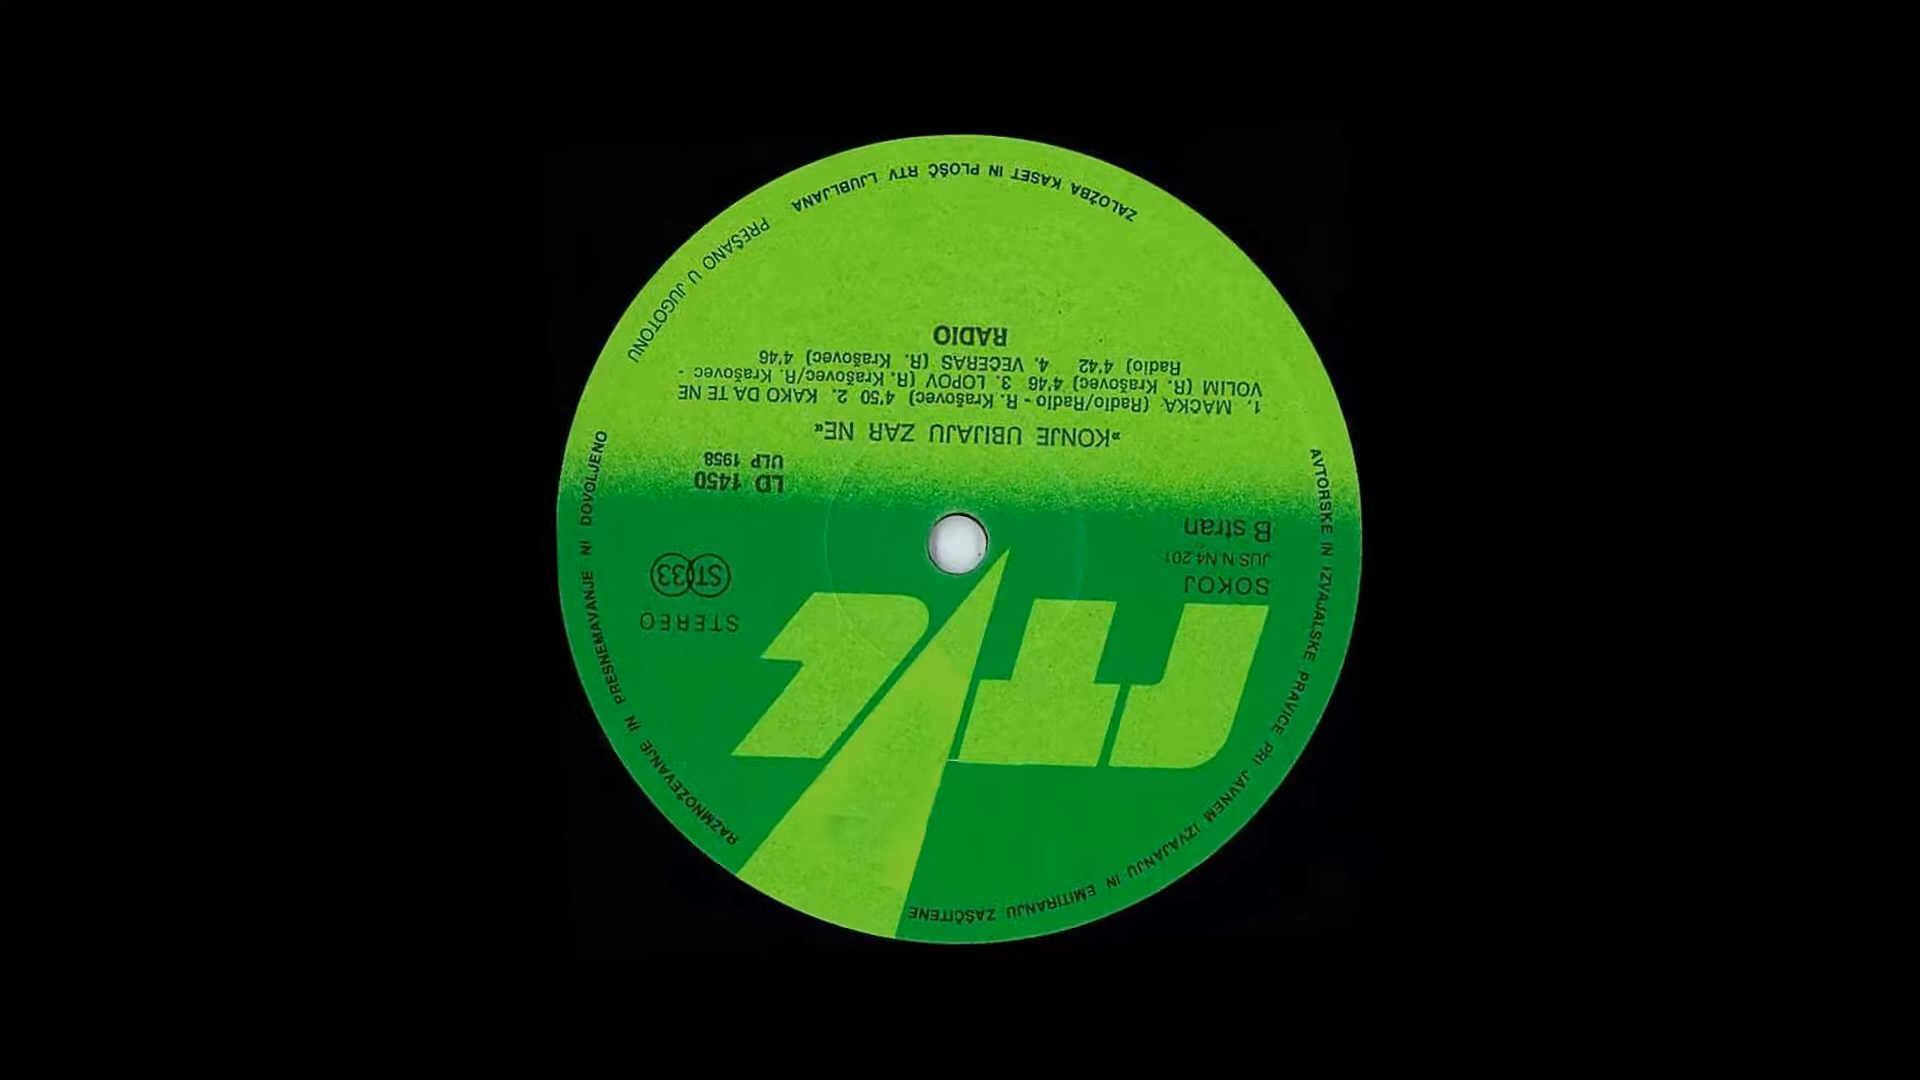 RAZMNOŽEVANJE IN PRESNEMAVANJE NI DOVOLJENO
AVTORSKE IN IZVAJALSKE PRAVICE PRI JAVNEM IZVAJANJU IN EMITIRANJU ZAŠČITENE
RTV
SOKOJ
JUS N N4.201
B stran
STEREO
ST 33
LD 1450
ULP 1958
»KONJE UBIJAJU ZAR NE«
1. MAČKA (Radio/Radio - R. Krašovec) 4'50 2. KAKO DA TE NE
VOLIM (R. Krašovec) 4'46 3. LOPOV (R. Krašovec/R. Krašovec -
Radio) 4'42 4. VEČERAS (R. Krašovec) 4'46
RADIO
PREŠANO U JUGOTONU
ZALOŽBA KASET IN PLOŠČ RTV LJUBLJANA